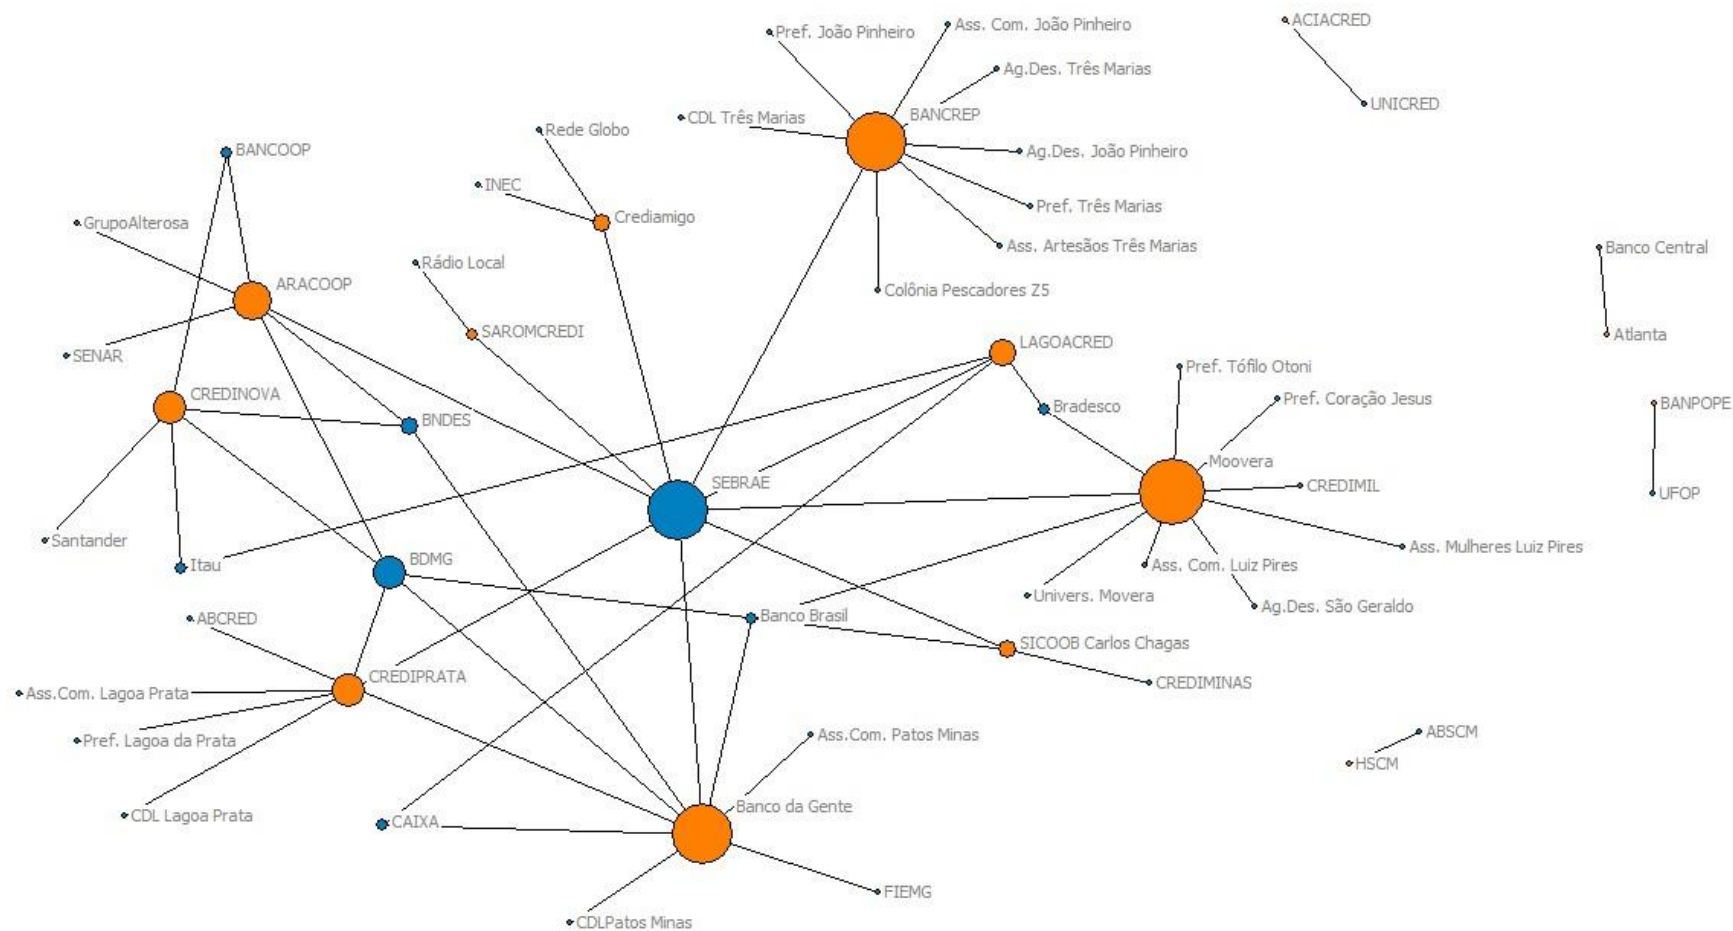 ACIACRED
Ass. Com. João Pinheiro
Pref. João Pinheiro
Ag.Des. Três Marias
UNICRED
BANCREP
CDL Três Marias
Rede Globo
BANCOOP
Ag.Des. João Pinheiro
INEC
Pref. Três Marias
Crediamigo
GrupoAlterosa
Ass. Artesãos Três Marias
Banco Central
Rádio Local
ARACOOP
Colônia Pescadores Z5
SAROMCREDI
Atlanta
LAGOACRED
SENAR
Pref. Tófilo Otoni
CREDINOVA
Pref. Coração Jesus
BANPOPE
Bradesco
BNDES
Moovera
SEBRAE
CREDIMIL
UFOP
Santander
Ass. Mulheres Luiz Pires
BDMG
Itau
Ass. Com. Luiz Pires
Univers. Movera
Ag.Des. São Geraldo
Banco Brasil
ABCRED
SICOOB Carlos Chagas
CREDIPRATA
CREDIMINAS
Ass.Com. Lagoa Prata
ABSCM
Ass.Com. Patos Minas
Pref. Lagoa da Prata
HSCM
Banco da Gente
CDL Lagoa Prata
CAIXA
FIEMG
CDLPatos Minas